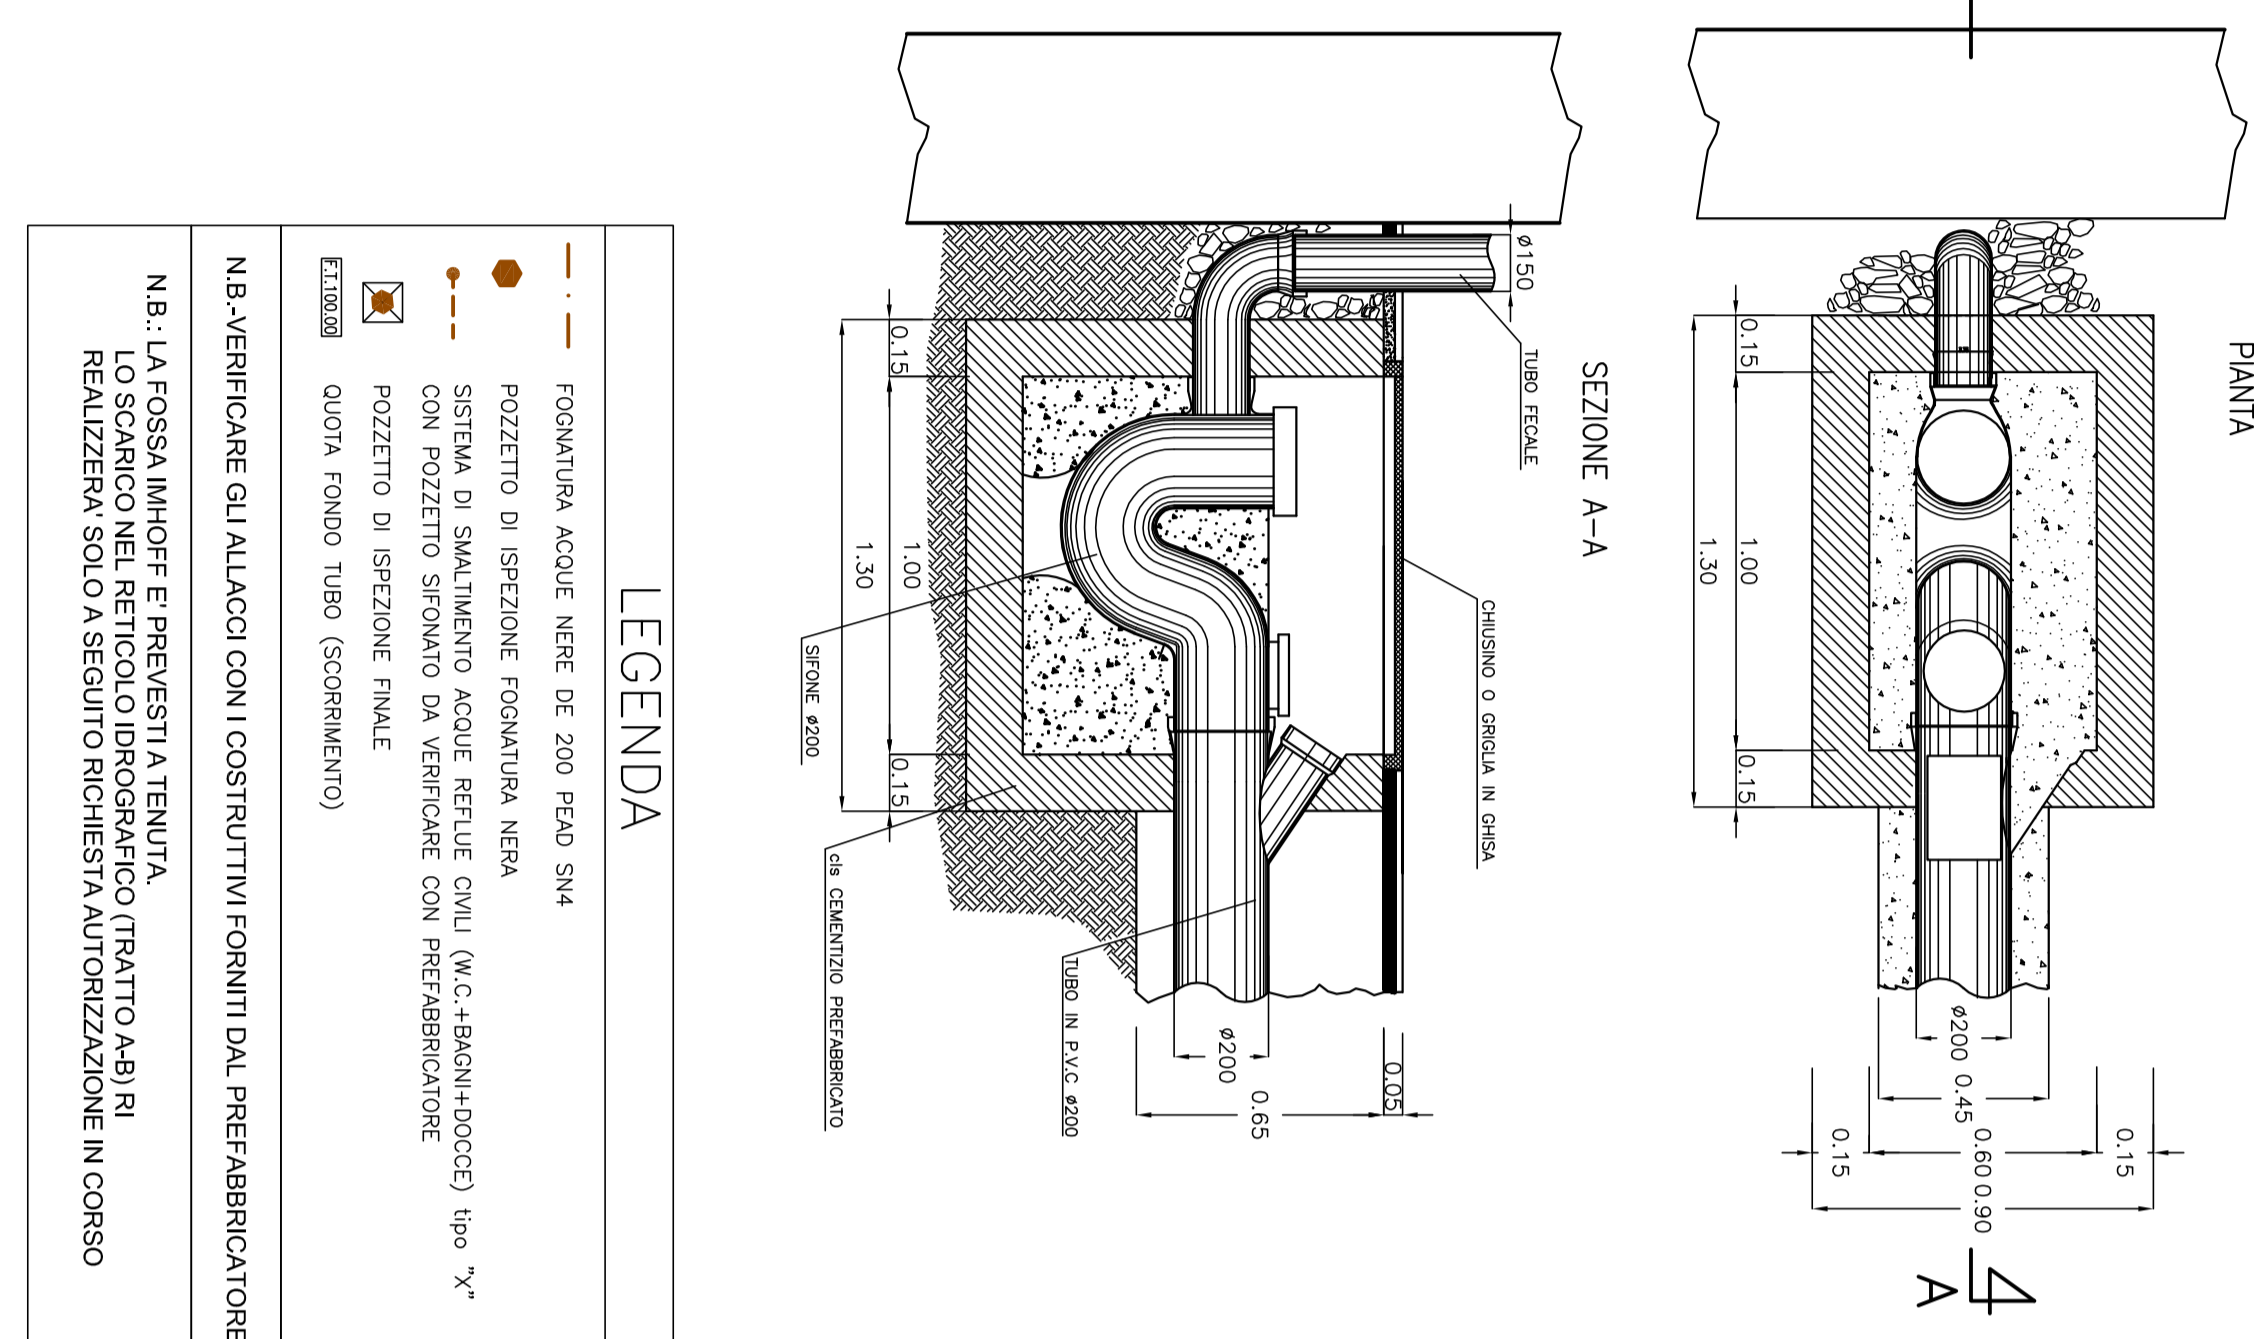 PIANTA
0.15
1.00
0.15
1.30
ø200
0.45
0.15
0.60
0.15
0.90
A
SEZIONE A-A
ø150
TUBO FECALE
CHIUSINO O GRIGLIA IN GHISA
0.15
1.00
0.15
1.30
SIFONE ø200
cls CEMENTIZIO PREFABBRICATO
TUBO IN P.V.C ø200
ø200
0.65
0.05
LEGENDA
FOGNATURA ACQUE NERE DE 200 PEAD SN4
POZZETTO DI ISPEZIONE FOGNATURA NERA
SISTEMA DI SMALTIMENTO ACQUE REFLUE CIVILI (W.C.+BAGNI+DOCCE) tipo "X"
CON POZZETTO SIFONATO DA VERIFICARE CON PREFABBRICATORE
POZZETTO DI ISPEZIONE FINALE
F.T.100.00
QUOTA FONDO TUBO (SCORRIMENTO)
N.B.-VERIFICARE GLI ALLACCI CON I COSTRUTTIVI FORNITI DAL PREFABBRICATORE
N.B.: LA FOSSA IMHOFF E' PREVESTI A TENUTA.
LO SCARICO NEL RETICOLO IDROGRAFICO (TRATTO A-B) RI
REALIZZERA' SOLO A SEGUITO RICHIESTA AUTORIZZAZIONE IN CORSO